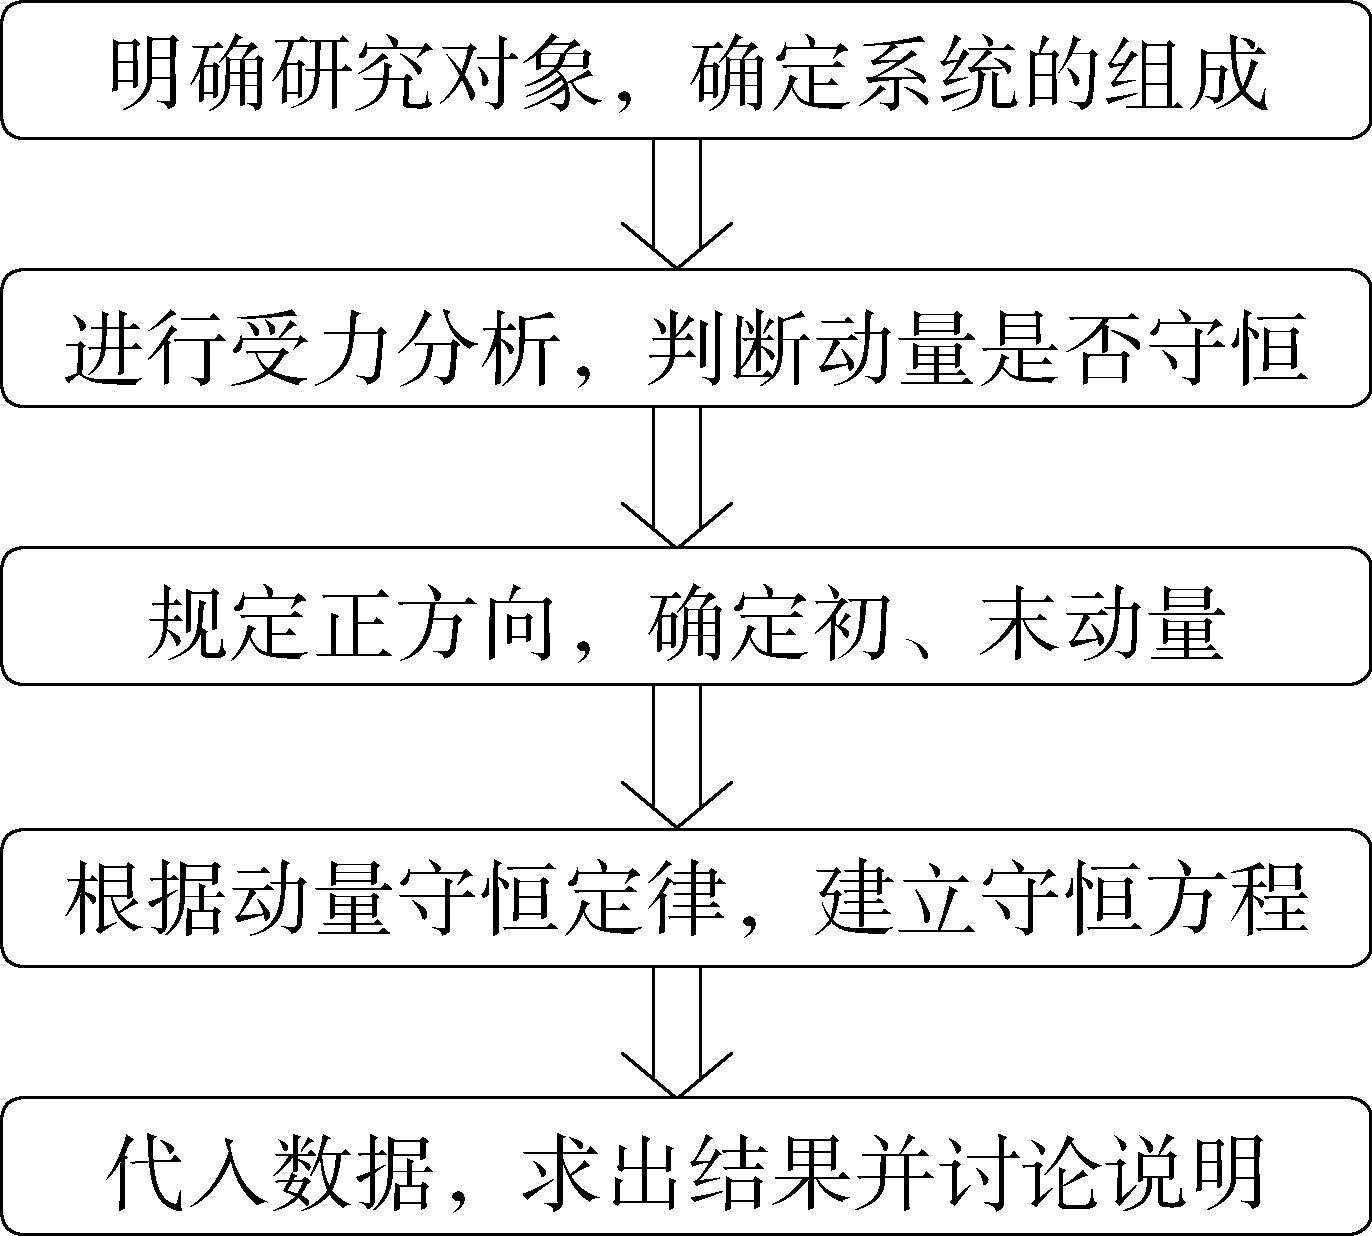 明确研究对象，确定系统的组成
进行受力分析，判断动量是否守恒
规定正方向，确定初、末动量
根据动量守恒定律，建立守恒方程
代入数据，求出结果并讨论说明